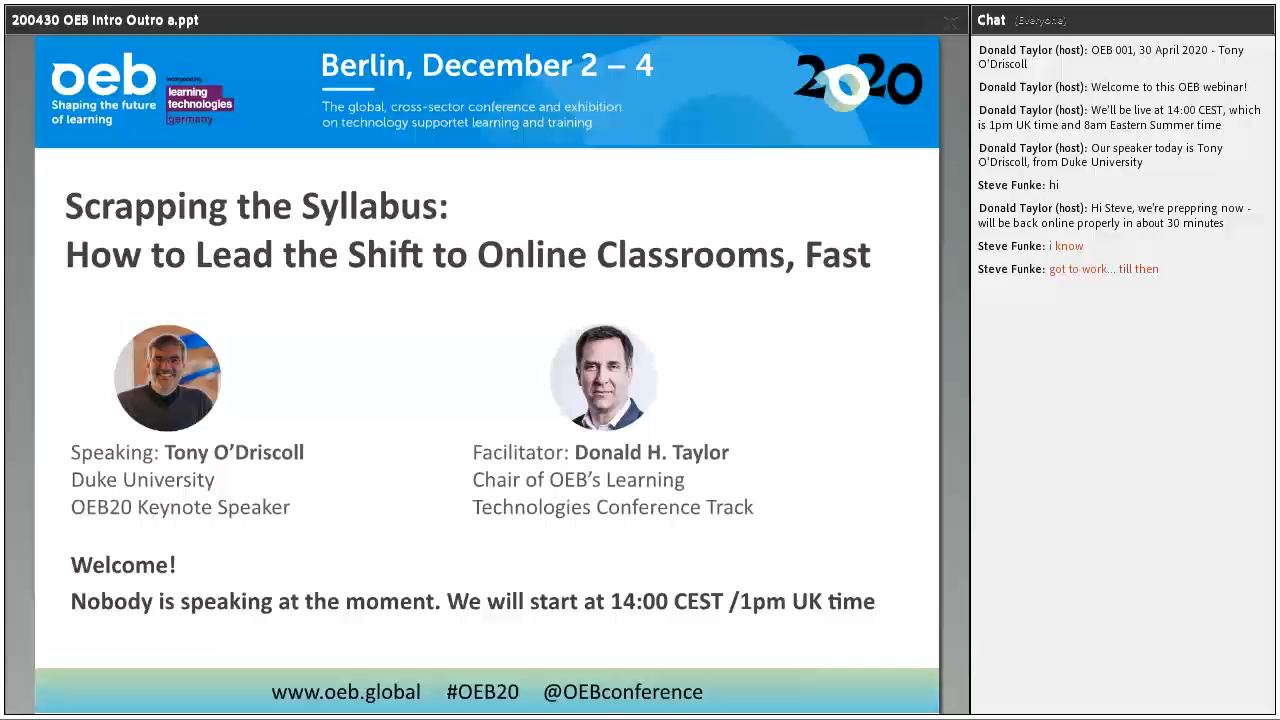 200430 OEB Intro Outro a.ppt
oeb
Shaping the future
of learning
incorporating
learning
technologies
germany
Berlin, December 2 – 4
The global, cross-sector conference and exhibition
on technology supportet learning and training
2020
Scrapping the Syllabus:
How to Lead the Shift to Online Classrooms, Fast
Speaking: Tony O'Driscoll
Duke University
OEB20 Keynote Speaker
Facilitator: Donald H. Taylor
Chair of OEB's Learning
Technologies Conference Track
Welcome!
Nobody is speaking at the moment. We will start at 14:00 CEST /1pm UK time
www.oeb.global #OEB20 @OEBconference
Chat (Everyone)
Donald Taylor (host): OEB 001, 30 April 2020 - Tony
O'Driscoll
Donald Taylor (host): Welcome to this OEB webinar!
Donald Taylor (host): We'll be live at 14:00 CEST, which
is 1pm UK time and 8am Eastern Summer time
Donald Taylor (host): Our speaker today is Tony
O'Driscoll, from Duke University
Steve Funke: hi
Donald Taylor (host): Hi Steve, we're preppring now -
will be back online properly in about 30 minutes
Steve Funke: i know
Steve Funke: got to work... till then